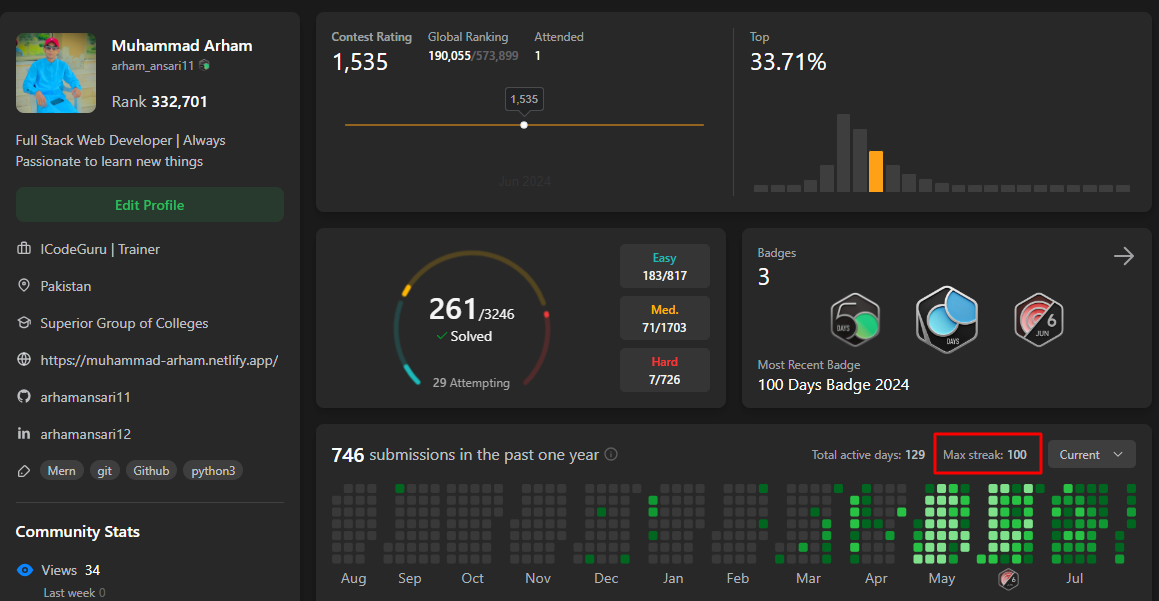 Muhammad Arham
arham_ansari11
Rank 332,701
Full Stack Web Developer | Always
Passionate to learn new things
Edit Profile
ICodeGuru | Trainer
Pakistan
Superior Group of Colleges
https://muhammad-arham.netlify.app/
arhamansari11
arhamansari12
Mern git Github python3
Community Stats
Views 34
Last week 0
Contest Rating
1,535
Global Ranking
190,055/573,899
Attended
1
1,535
Jun 2024
Top
33.71%
261/3246
Solved
29 Attempting
Easy
183/817
Med.
71/1703
Hard
7/726
Badges
3
50
DAYS
DAYS
6
JUN
Most Recent Badge
100 Days Badge 2024
746 submissions in the past one year
Total active days: 129 Max streak: 100 Current
Aug Sep Oct Nov Dec Jan Feb Mar Apr May Jul